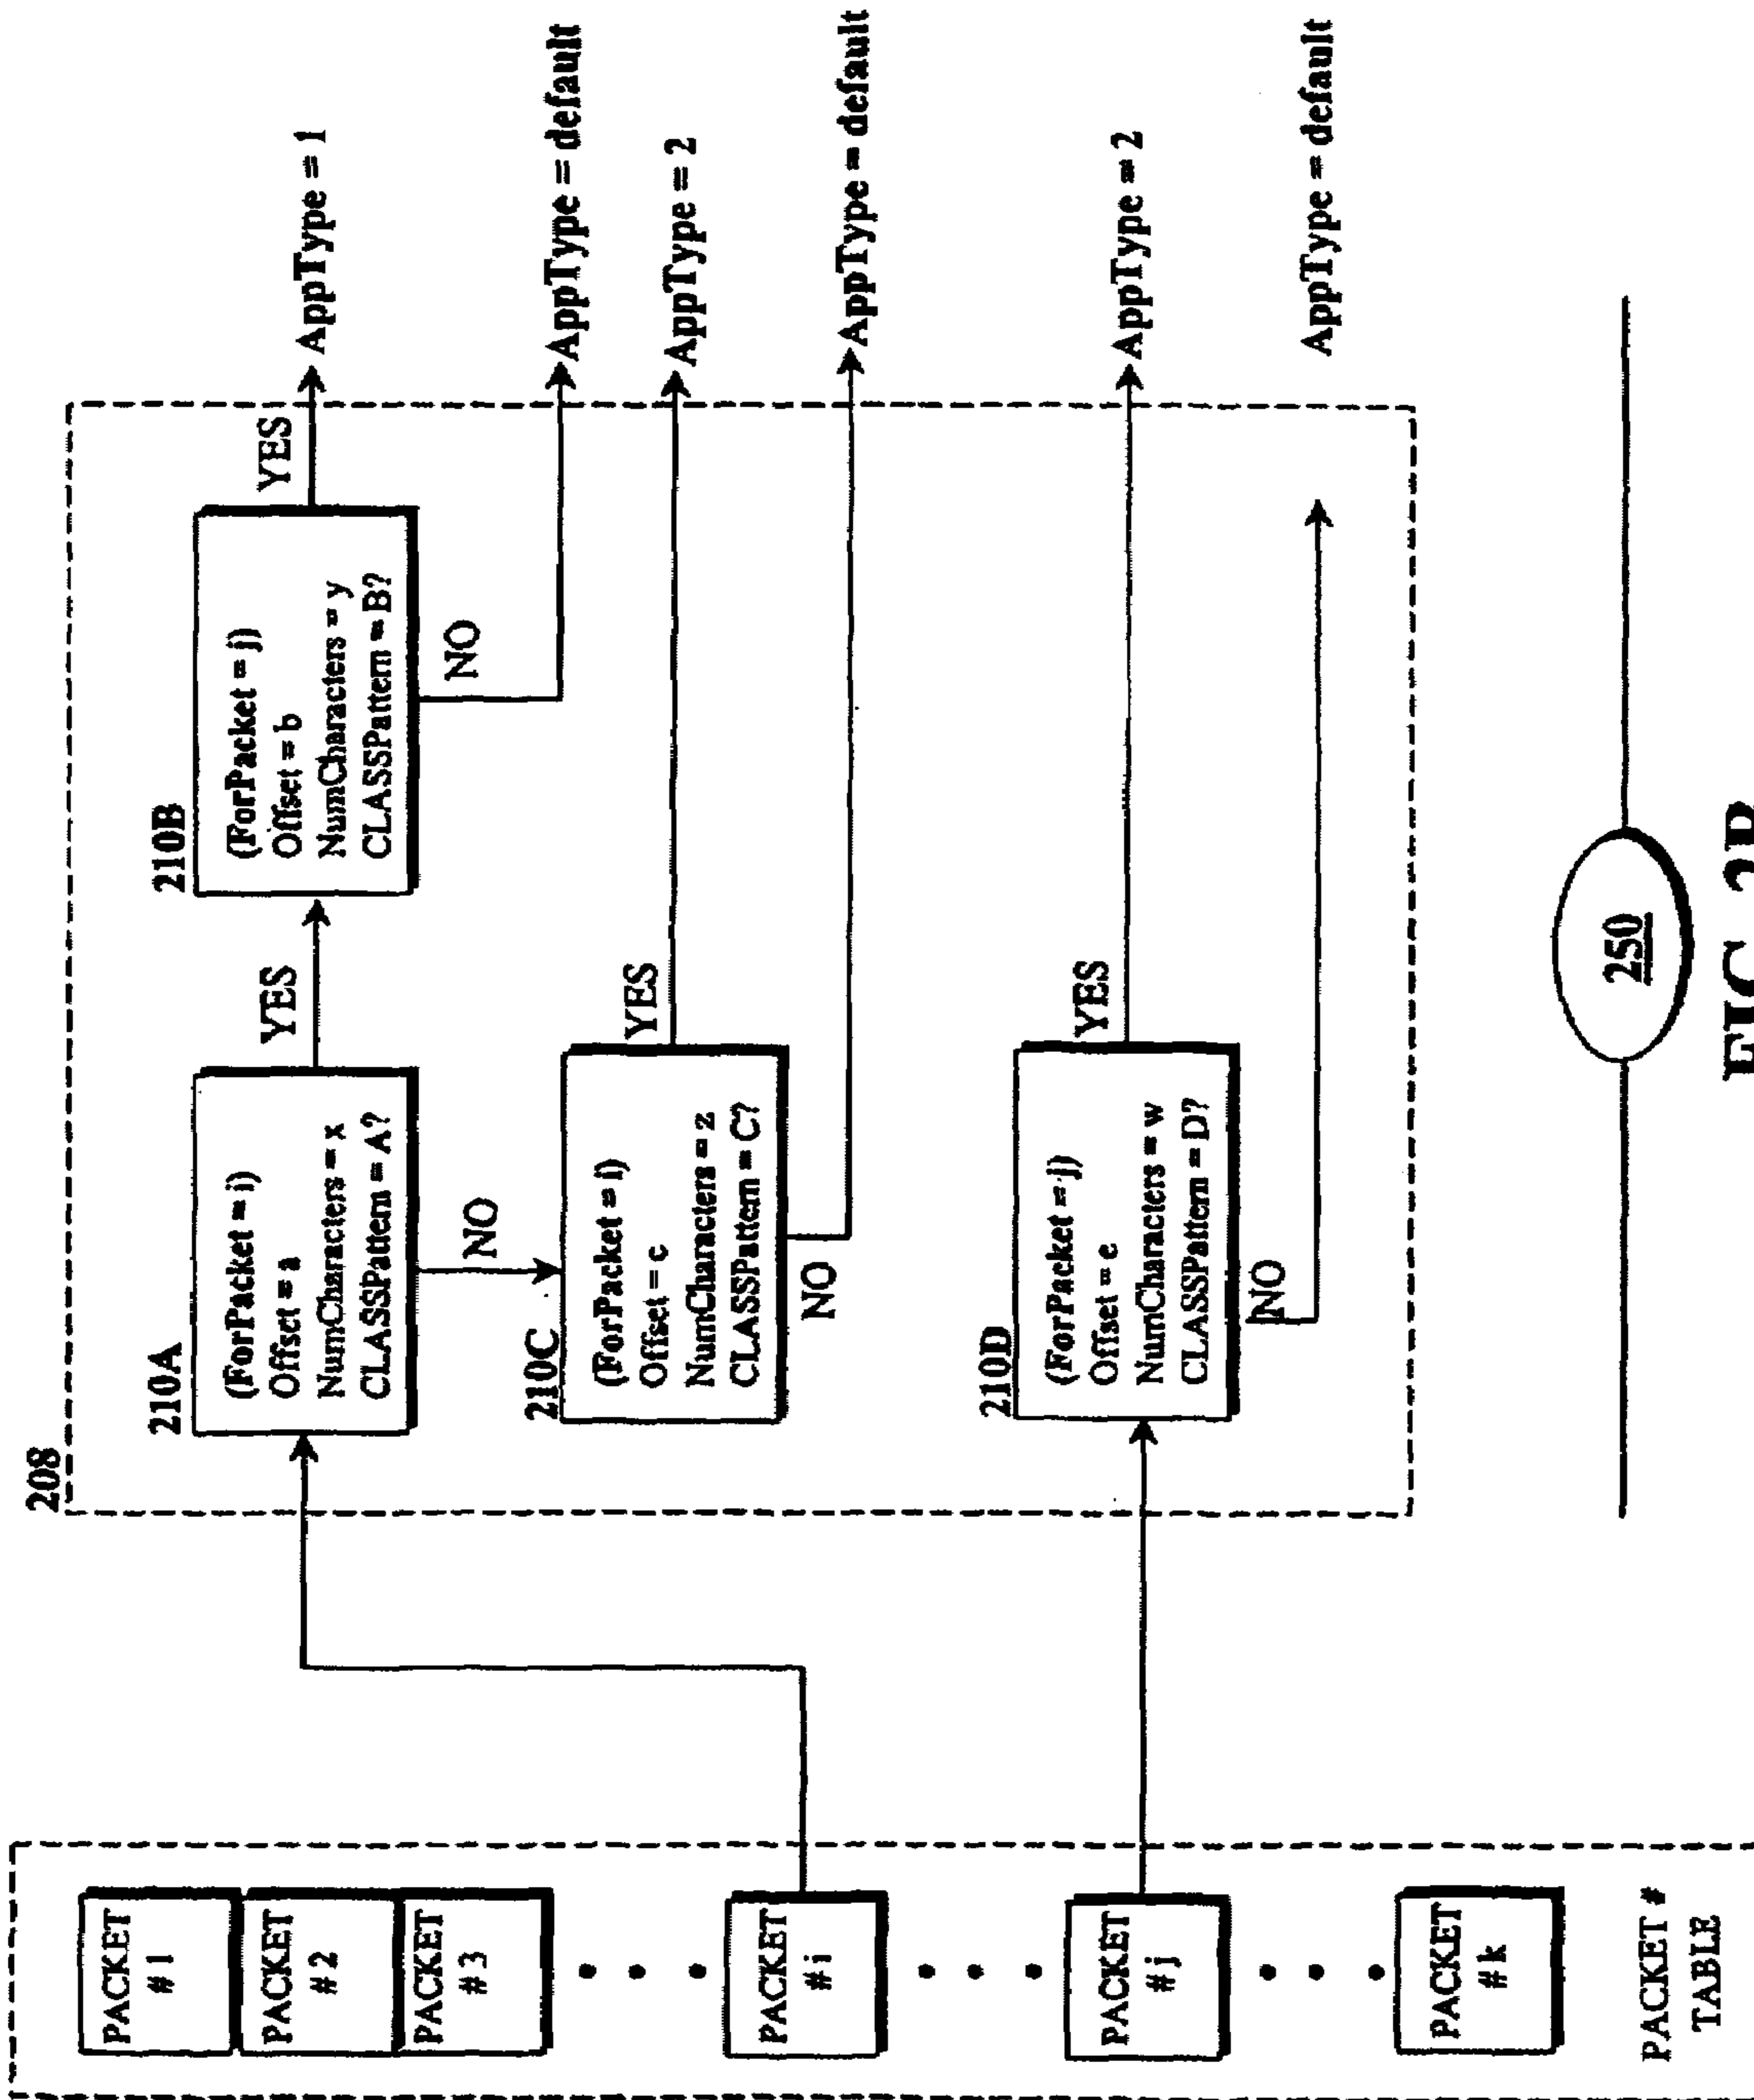 208
PACKET
# 1
PACKET
# 2
PACKET
# 3
PACKET
# i
PACKET
# j
PACKET
# k
PACKET #
TABLE
210A
(ForPacket = i)
Offset = a
NumCharacters = x
CLASSPattern = A?
YES
NO
210B
(ForPacket = j)
Offset = b
NumCharacters = y
CLASSPattern = B?
YES
NO
AppType = 1
AppType = default
210C
(ForPacket = i)
Offset = c
NumCharacters = z
CLASSPattern = C?
YES
NO
AppType = 2
AppType = default
210D
(ForPacket = j)
Offset = e
NumCharacters = w
CLASSPattern = D?
YES
NO
AppType = 2
AppType = default
250
FIG. 2B